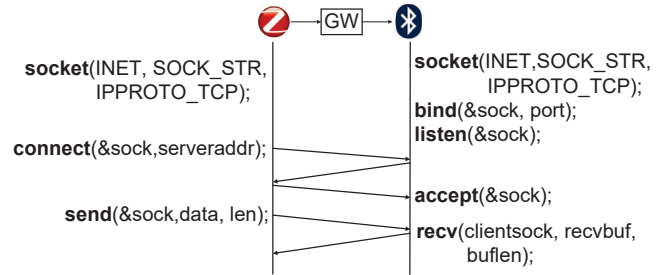 GW
socket(INET, SOCK_STR,
IPPROTO_TCP);
socket(INET,SOCK_STR,
IPPROTO_TCP);
bind(&sock, port);
listen(&sock);
connect(&sock,serveraddr);
accept(&sock);
send(&sock,data, len);
recv(clientsock, recvbuf,
buflen);